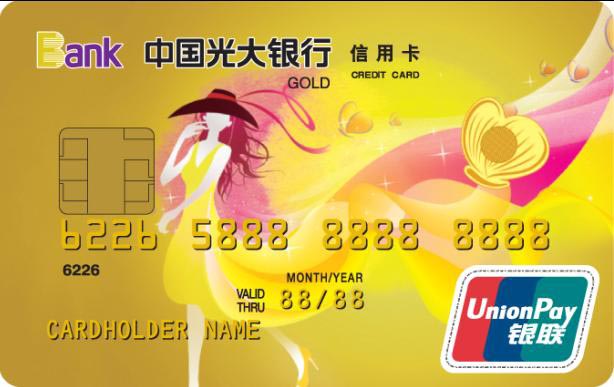 Bank 中国光大银行 信用卡
CREDIT CARD
GOLD
6226 5888 8888 8888
6226
MONTH/YEAR
VALID THRU 88/88
CARDHOLDER NAME
UnionPay
银联